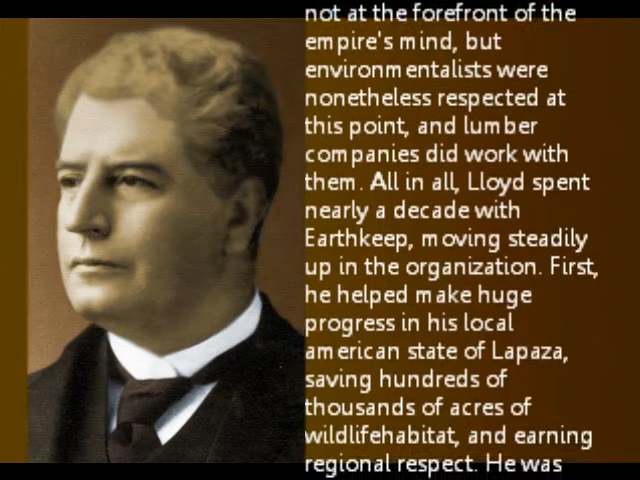 not at the forefront of the
empire's mind, but
environmentalists were
nonetheless respected at
this point, and lumber
companies did work with
them. All in all, Lloyd spent
nearly a decade with
Earthkeep, moving steadily
up in the organization. First,
he helped make huge
progress in his local
american state of Lapaza,
saving hundreds of
thousands of acres of
wildlifehabitat, and earning
regional respect. He was